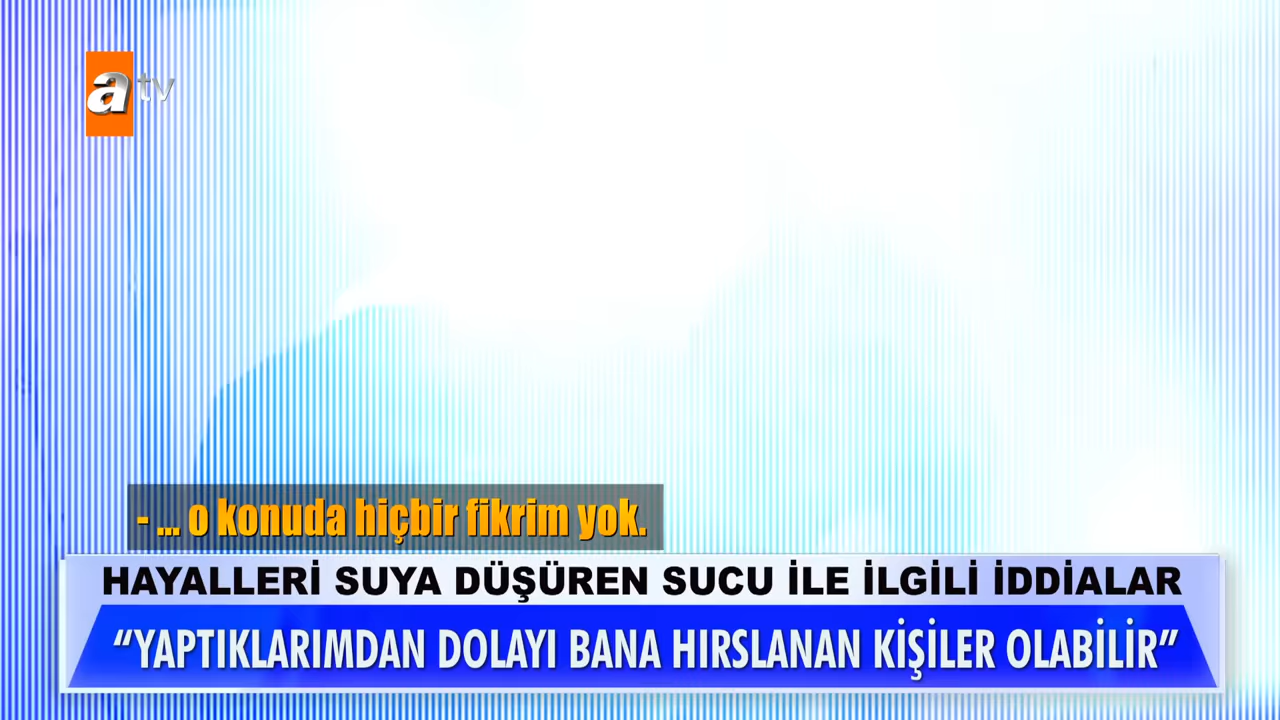 atv
- ... o konuda hiçbir fikrim yok.
HAYALLERİ SUYA DÜŞÜREN SUCU İLE İLGİLİ İDDİALAR
“YAPTIKLARIMDAN DOLAYI BANA HIRSLANAN KİŞİLER OLABİLİR”